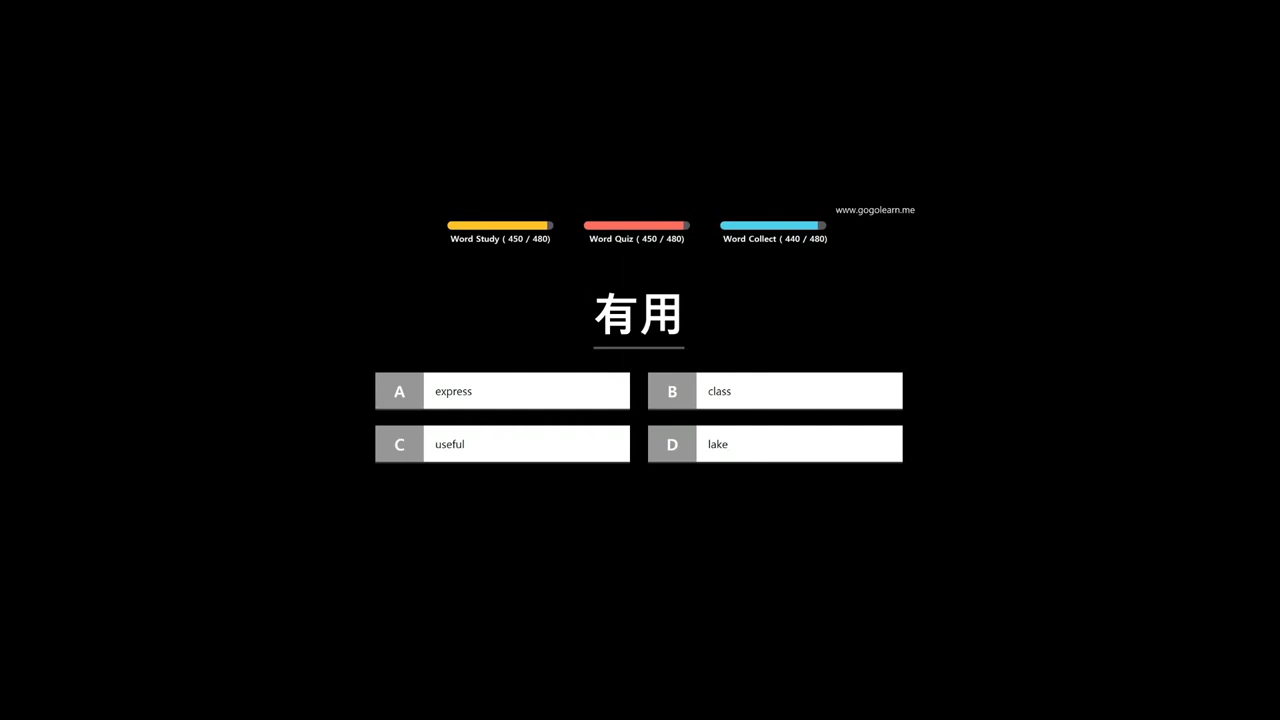 www.gogolearn.me
Word Study ( 450 / 480)
Word Quiz ( 450 / 480)
Word Collect ( 440 / 480)
有用
A express
B class
C useful
D lake